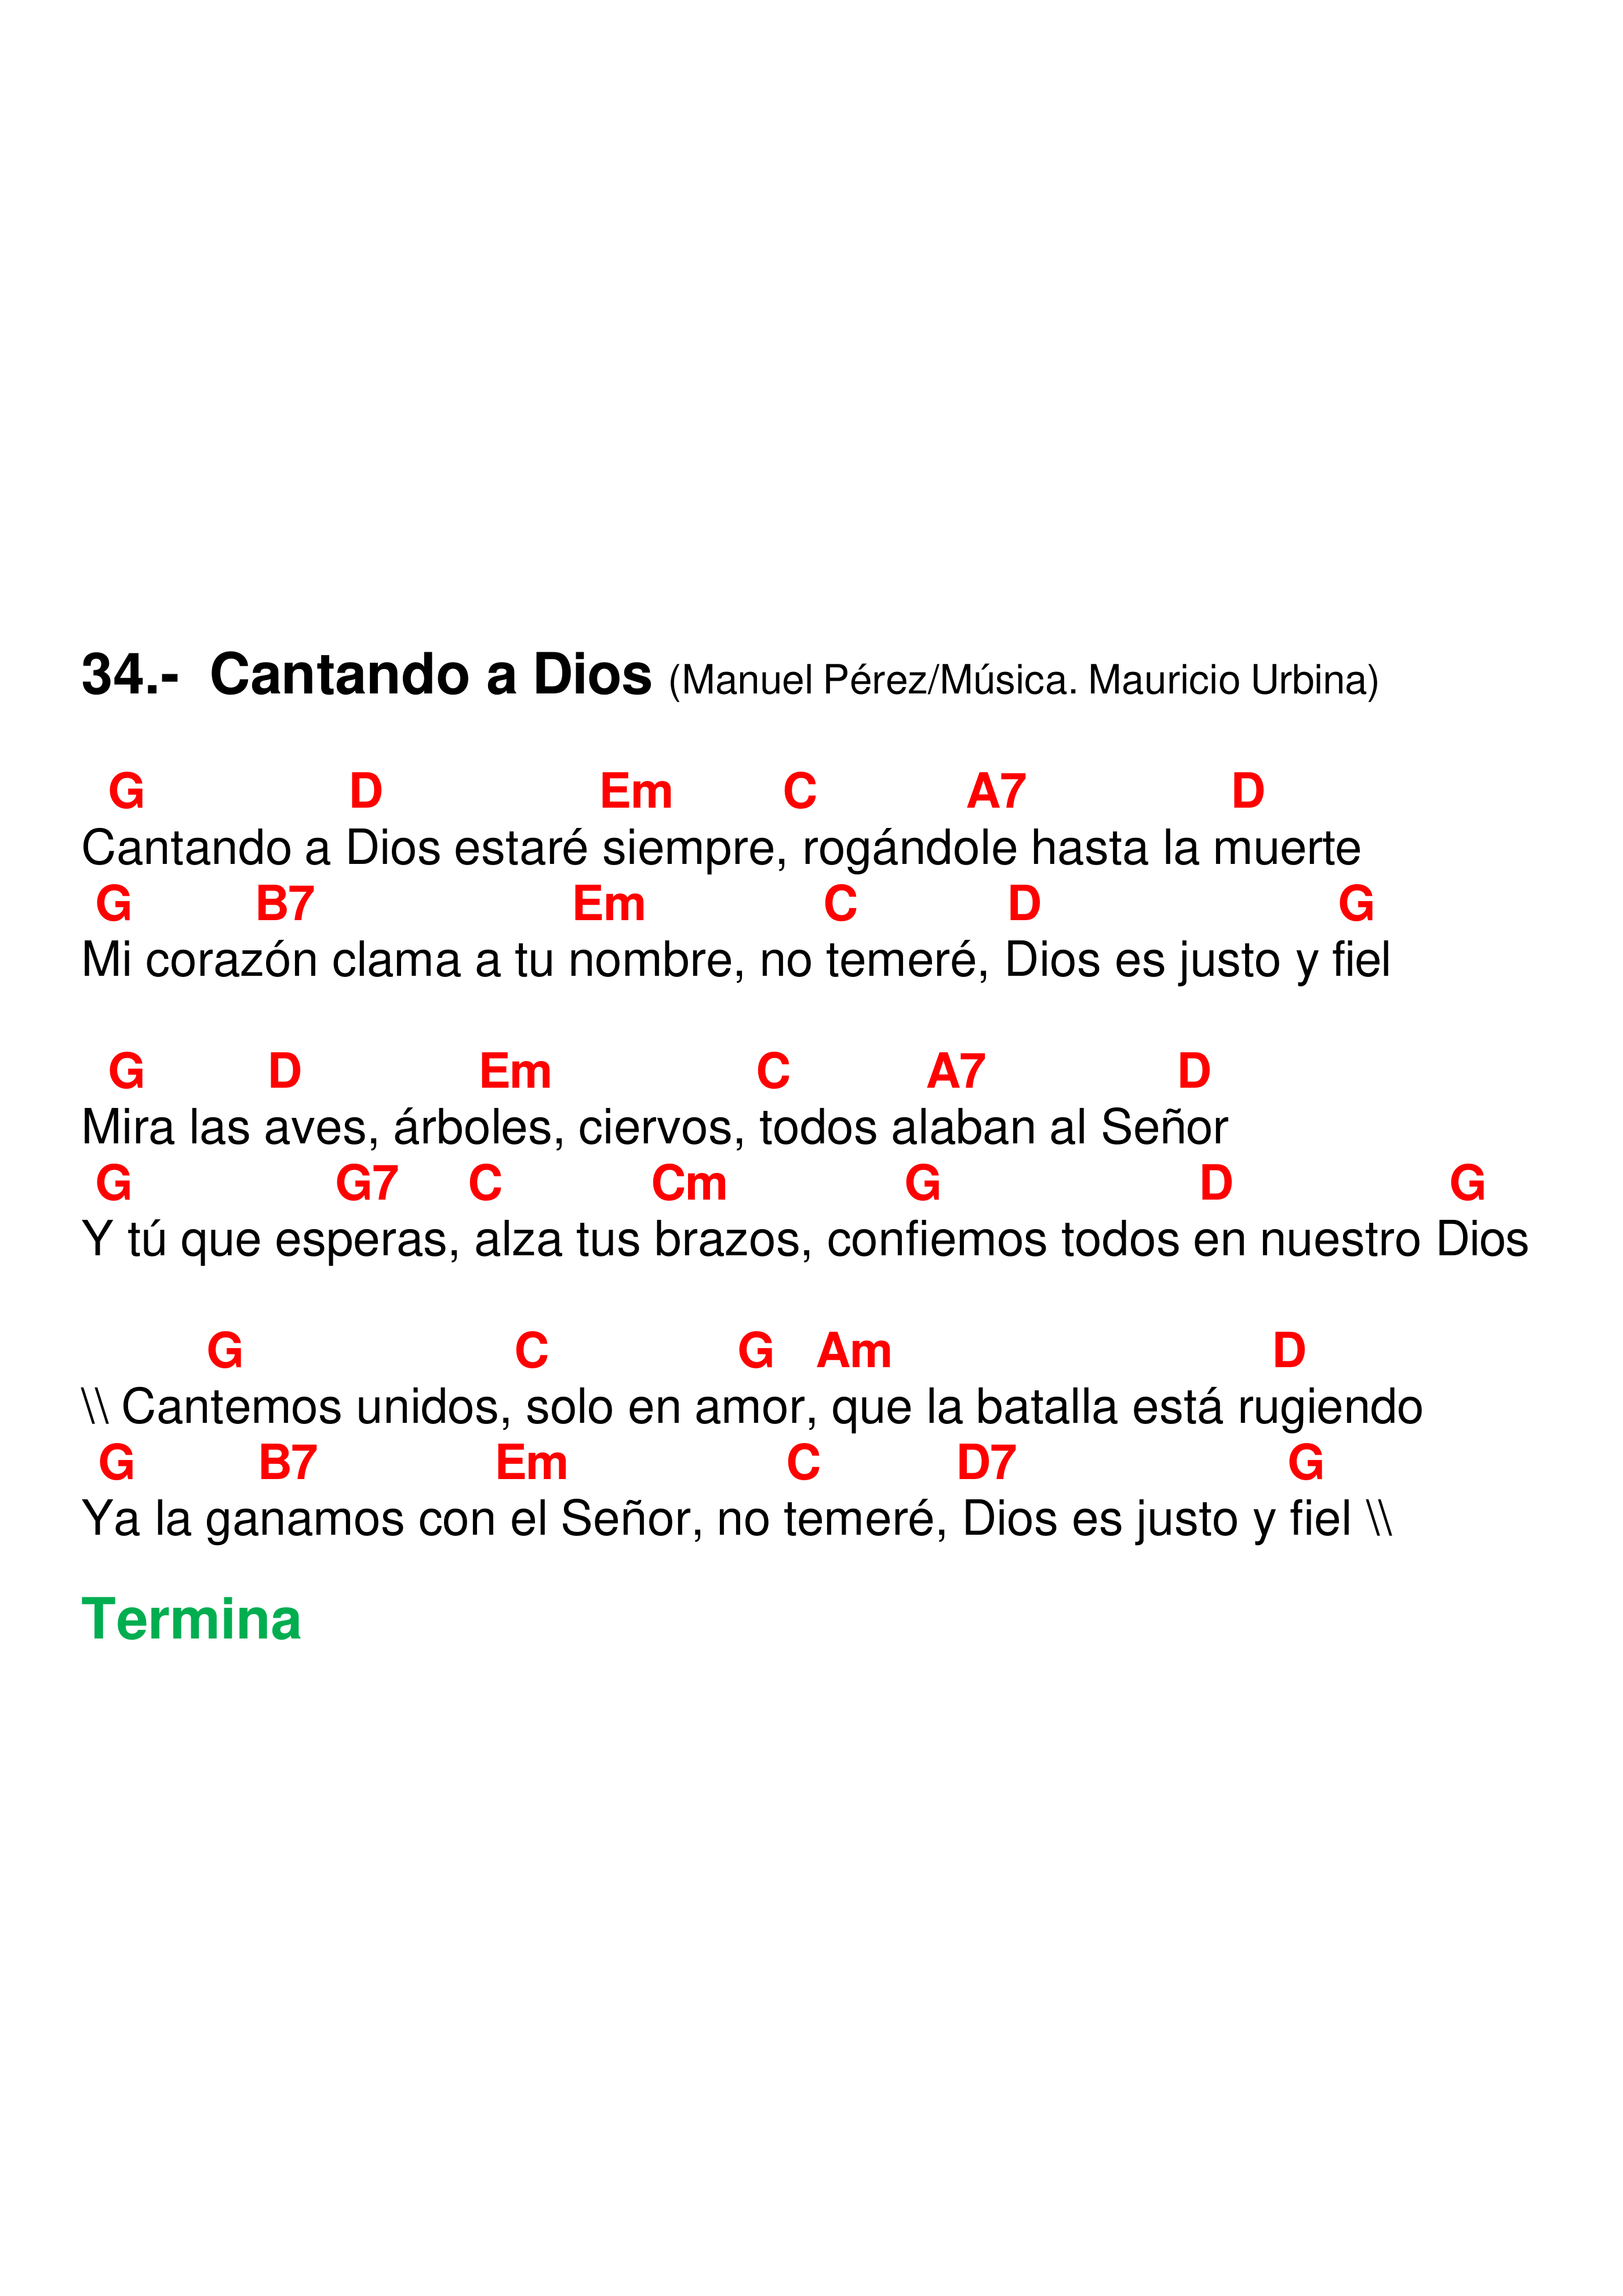 34.-  Cantando a Dios (Manuel Pérez/Música. Mauricio Urbina)
G D Em C A7 D
Cantando a Dios estaré siempre, rogándole hasta la muerte
G B7 Em C D G
Mi corazón clama a tu nombre, no temeré, Dios es justo y fiel
G D Em C A7 D
Mira las aves, árboles, ciervos, todos alaban al Señor
G G7 C Cm G D G
Y tú que esperas, alza tus brazos, confiemos todos en nuestro Dios
G C G Am D
\\ Cantemos unidos, solo en amor, que la batalla está rugiendo
G B7 Em C D7 G
Ya la ganamos con el Señor, no temeré, Dios es justo y fiel \\
Termina